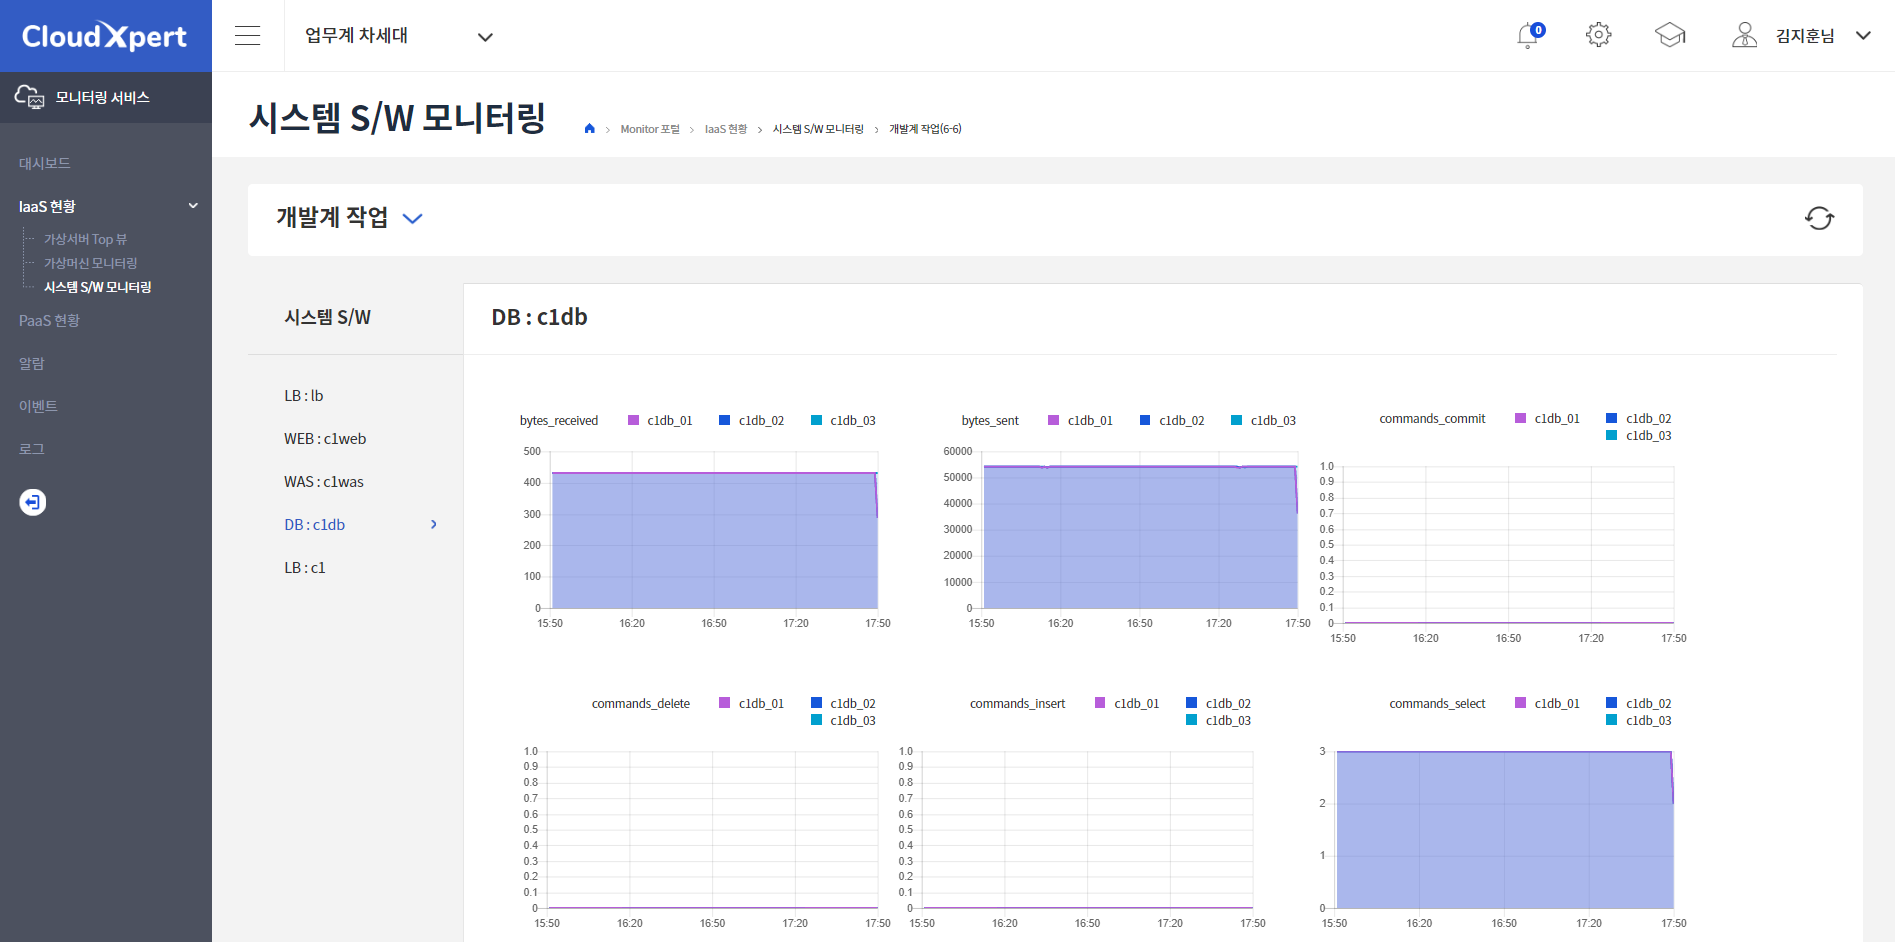 CloudXpert
업무계 차세대
0
김지훈님
모니터링 서비스
대시보드
IaaS 현황
가상서버 Top 뷰
가상머신 모니터링
시스템 S/W 모니터링
PaaS 현황
알람
이벤트
로그
시스템 S/W 모니터링
Monitor 포털 > IaaS 현황 > 시스템 S/W 모니터링 > 개발계 작업(6-6)
개발계 작업
시스템 S/W
LB : lb
WEB : c1web
WAS : c1was
DB : c1db
LB : c1
DB : c1db
bytes_received c1db_01 c1db_02 c1db_03
500
400
300
200
100
0
15:50 16:20 16:50 17:20 17:50
bytes_sent c1db_01 c1db_02 c1db_03
60000
50000
40000
30000
20000
10000
0
15:50 16:20 16:50 17:20 17:50
commands_commit c1db_01 c1db_02
c1db_03
1.0
0.9
0.8
0.7
0.6
0.5
0.4
0.3
0.2
0.1
0
15:50 16:20 16:50 17:20 17:50
commands_delete c1db_01 c1db_02
c1db_03
1.0
0.9
0.8
0.7
0.6
0.5
0.4
0.3
0.2
0.1
0
15:50 16:20 16:50 17:20 17:50
commands_insert c1db_01 c1db_02
c1db_03
1.0
0.9
0.8
0.7
0.6
0.5
0.4
0.3
0.2
0.1
0
15:50 16:20 16:50 17:20 17:50
commands_select c1db_01 c1db_02
c1db_03
3
2
1
0
15:50 16:20 16:50 17:20 17:50